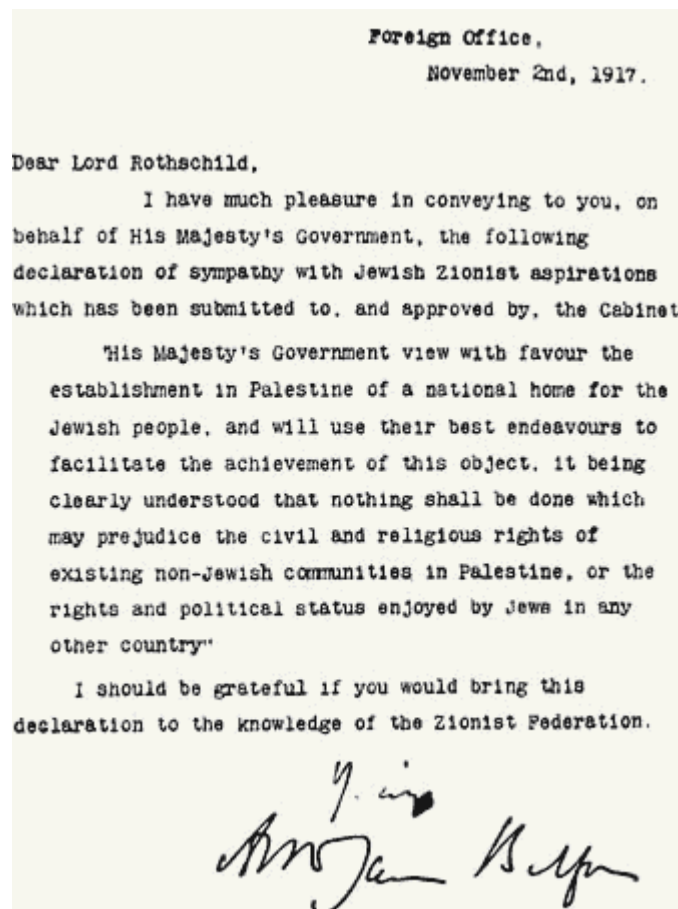 Foreign Office,
November 2nd, 1917.
Dear Lord Rothschild,
I have much pleasure in conveying to you, on
behalf of His Majesty's Government, the following
declaration of sympathy with Jewish Zionist aspirations
which has been submitted to, and approved by, the Cabinet
"His Majesty's Government view with favour the
establishment in Palestine of a national home for the
Jewish people, and will use their best endeavours to
facilitate the achievement of this object, it being
clearly understood that nothing shall be done which
may prejudice the civil and religious rights of
existing non-Jewish communities in Palestine, or the
rights and political status enjoyed by Jews in any
other country"
I should be grateful if you would bring this
declaration to the knowledge of the Zionist Federation.